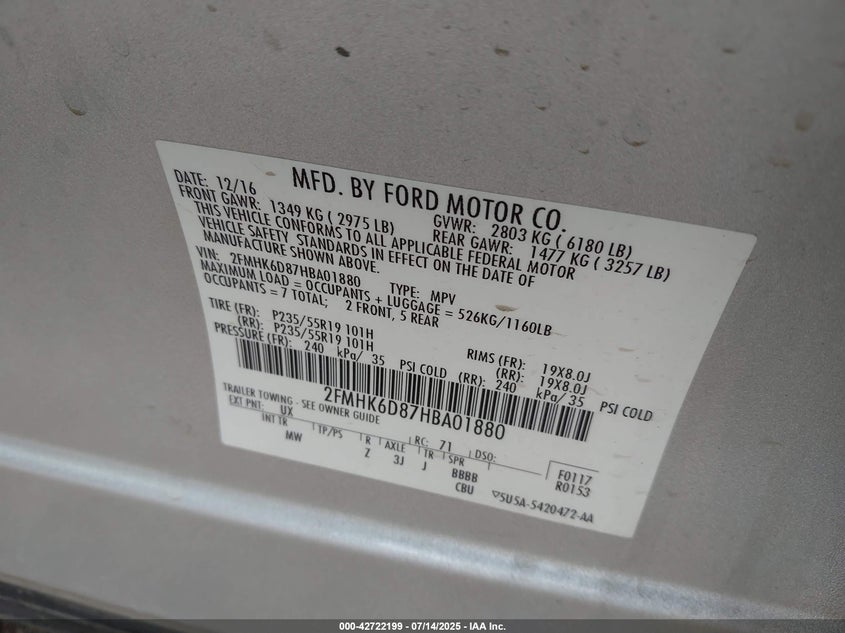 MFD. BY FORD MOTOR CO.
DATE: 12/16 GVWR: 2803 KG ( 6180 LB)
FRONT GAWR: 1349 KG ( 2975 LB) REAR GAWR: 1477 KG ( 3257 LB)
THIS VEHICLE CONFORMS TO ALL APPLICABLE FEDERAL MOTOR
VEHICLE SAFETY STANDARDS IN EFFECT ON THE DATE OF
MANUFACTURE SHOWN ABOVE.
VIN: 2FMHK6D87HBA01880 TYPE: MPV
MAXIMUM LOAD = OCCUPANTS + LUGGAGE = 526KG/1160LB
OCCUPANTS = 7 TOTAL; 2 FRONT, 5 REAR
TIRE (FR): P235/55R19 101H RIMS (FR): 19X8.0J
(RR): P235/55R19 101H (RR): 19X8.0J
PRESSURE (FR): 240 kPa/ 35 PSI COLD (RR): 240 kPa/ 35 PSI COLD
2FMHK6D87HBA01880
TRAILER TOWING - SEE OWNER GUIDE
EXT PNT: UX RC: 71 DSO:
INT TR TP/PS R AXLE TR SPR F0117
MW Z 3J J BBBB R0153
CBU 5U5A-5420472-AA
000-42722199 - 07/14/2025 - IAA Inc.